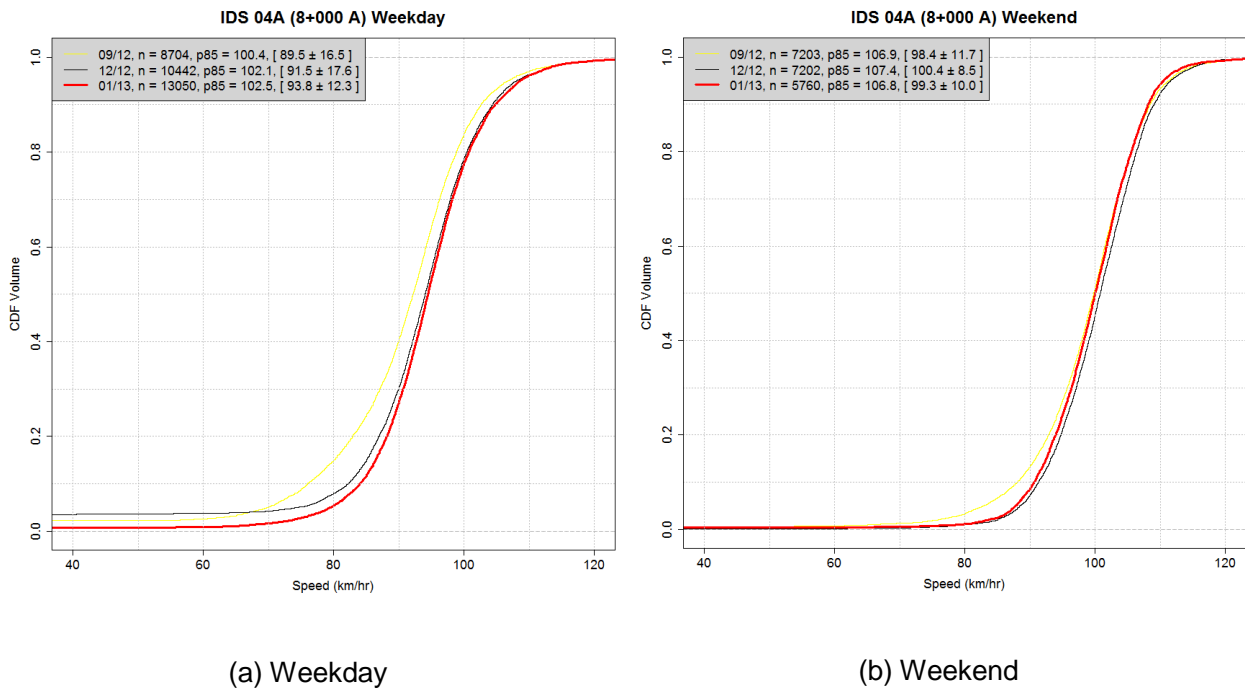 IDS 04A (8+000 A) Weekday
09/12, n = 8704, p85 = 100.4, [ 89.5 ± 16.5 ]
12/12, n = 10442, p85 = 102.1, [ 91.5 ± 17.6 ]
01/13, n = 13050, p85 = 102.5, [ 93.8 ± 12.3 ]
1.0
0.8
0.6
0.4
0.2
0.0
CDF Volume
40 60 80 100 120
Speed (km/hr)
(a) Weekday
IDS 04A (8+000 A) Weekend
09/12, n = 7203, p85 = 106.9, [ 98.4 ± 11.7 ]
12/12, n = 7202, p85 = 107.4, [ 100.4 ± 8.5 ]
01/13, n = 5760, p85 = 106.8, [ 99.3 ± 10.0 ]
1.0
0.8
0.6
0.4
0.2
0.0
CDF Volume
40 60 80 100 120
Speed (km/hr)
(b) Weekend